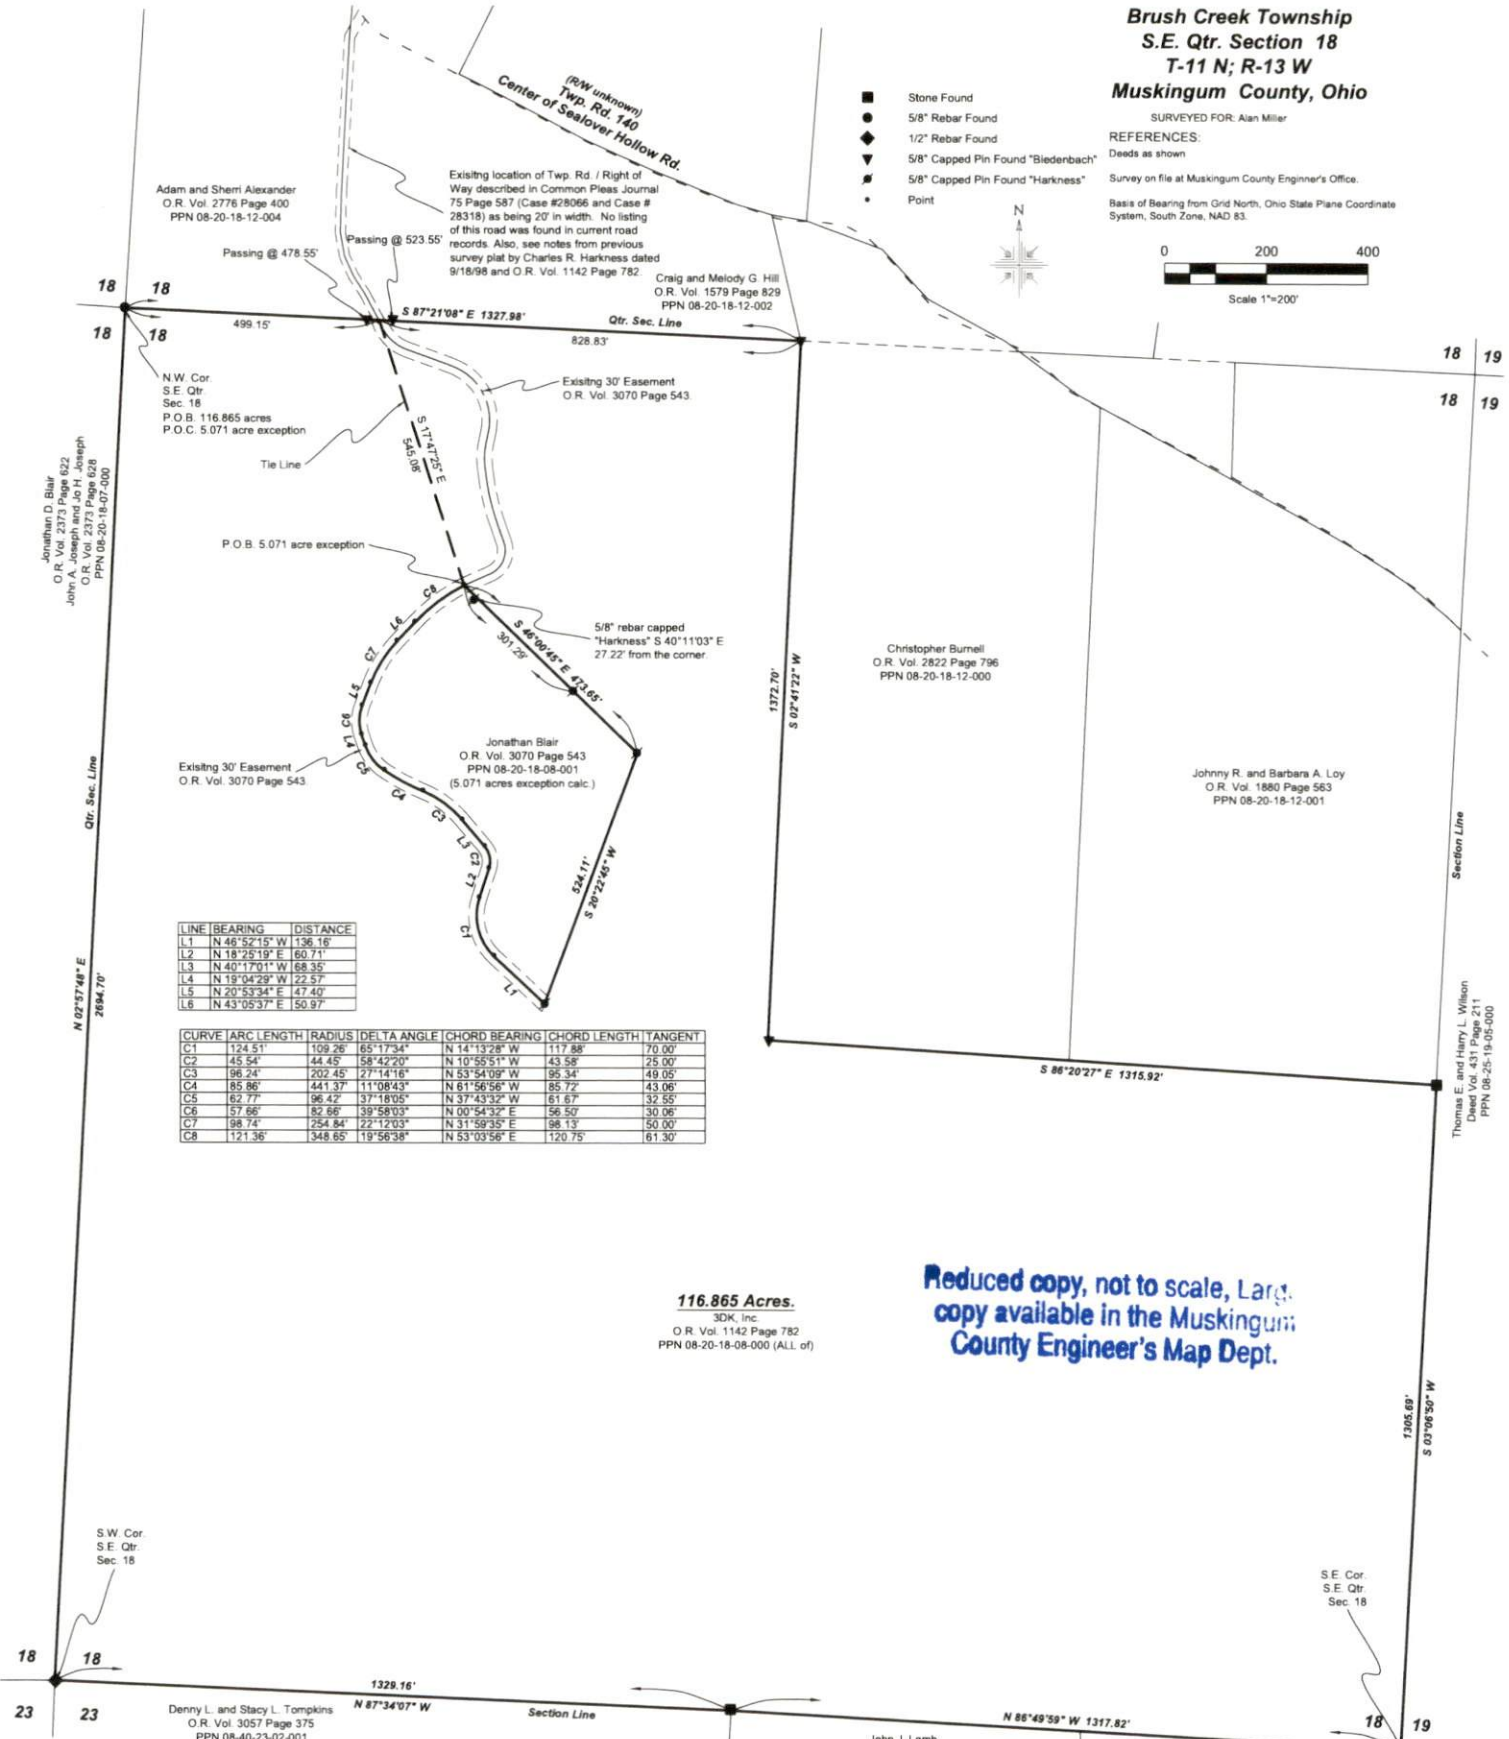 Brush Creek Township
S.E. Qtr. Section 18
T-11 N; R-13 W
Muskingum County, Ohio
SURVEYED FOR: Alan Miller
REFERENCES:
Deeds as shown
Survey on file at Muskingum County Enginner's Office.
Basis of Bearing from Grid North, Ohio State Plane Coordinate
System, South Zone, NAD 83.
Stone Found
5/8" Rebar Found
1/2" Rebar Found
5/8" Capped Pin Found "Biedenbach"
5/8" Capped Pin Found "Harkness"
Point
N
0 200 400
Scale 1"=200'
(R/W unknown)
Twp. Rd. 140
Center of Sealover Hollow Rd.
Adam and Sherri Alexander
O.R. Vol. 2776 Page 400
PPN 08-20-18-12-004
Exisitng location of Twp. Rd. / Right of
Way described in Common Pleas Journal
75 Page 587 (Case #28066 and Case #
28318) as being 20' in width. No listing
of this road was found in current road
records. Also, see notes from previous
survey plat by Charles R. Harkness dated
9/18/98 and O.R. Vol. 1142 Page 782.
Passing @ 523.55'
Passing @ 478.55'
Craig and Melody G. Hill
O.R. Vol. 1579 Page 829
PPN 08-20-18-12-002
18 18
18 18
S 87°21'08" E 1327.98'
Qtr. Sec. Line
499.15'
828.83'
18 19
18 19
N.W. Cor.
S.E. Qtr.
Sec. 18
P.O.B. 116.865 acres
P.O.C. 5.071 acre exception
Exisitng 30' Easement
O.R. Vol. 3070 Page 543
Tie Line
S 17°47'25" E
545.08'
Jonathan D. Blair
O.R. Vol. 2373 Page 622
John A. Joseph and Jo H. Joseph
O.R. Vol. 2373 Page 628
PPN 08-20-18-07-000
P.O.B. 5.071 acre exception
C8
L6
C7
L5
C6
L4
C5
C4
C3
L3
C2
L2
C1
L1
5/8" rebar capped
"Harkness" S 40°11'03" E
27.22' from the corner.
S 46°00'45" E 473.65'
301.29'
1372.70'
S 02°41'22" W
Christopher Burnell
O.R. Vol. 2822 Page 796
PPN 08-20-18-12-000
Jonathan Blair
O.R. Vol. 3070 Page 543
PPN 08-20-18-08-001
(5.071 acres exception calc.)
Exisitng 30' Easement
O.R. Vol. 3070 Page 543
Johnny R. and Barbara A. Loy
O.R. Vol. 1880 Page 563
PPN 08-20-18-12-001
Qtr. Sec. Line
Section Line
524.11'
S 20°22'45" W
N 02°57'48" E
2694.70'
LINE BEARING DISTANCE
L1 N 46°52'15" W 136.16'
L2 N 18°25'19" E 60.71'
L3 N 40°17'01" W 68.35'
L4 N 19°04'29" W 22.57'
L5 N 20°53'34" E 47.40'
L6 N 43°05'37" E 50.97'
CURVE ARC LENGTH RADIUS DELTA ANGLE CHORD BEARING CHORD LENGTH TANGENT
C1 124.51' 109.26' 65°17'34" N 14°13'28" W 117.88' 70.00'
C2 45.54' 44.45' 58°42'20" N 10°55'51" W 43.58' 25.00'
C3 96.24' 202.45' 27°14'16" N 53°54'09" W 95.34' 49.05'
C4 85.86' 441.37' 11°08'43" N 61°56'56" W 85.72' 43.06'
C5 62.77' 96.42' 37°18'05" N 37°43'32" W 61.67' 32.55'
C6 57.66' 82.66' 39°58'03" N 00°54'32" E 56.50' 30.06'
C7 98.74' 254.84' 22°12'03" N 31°59'35" E 98.13' 50.00'
C8 121.36' 348.65' 19°56'38" N 53°03'56" E 120.75' 61.30'
S 86°20'27" E 1315.92'
Thomas E. and Harry L. Wilson
Deed Vol. 431 Page 211
PPN 08-25-19-05-000
116.865 Acres.
3DK, Inc.
O.R. Vol. 1142 Page 782
PPN 08-20-18-08-000 (ALL of)
Reduced copy, not to scale, Larg.
copy available in the Muskingum
County Engineer's Map Dept.
1305.69'
S 03°06'50" W
S.W. Cor.
S.E. Qtr.
Sec. 18
S.E. Cor.
S.E. Qtr.
Sec. 18
18 18
23 23
1329.16'
N 87°34'07" W
Section Line
N 86°49'59" W 1317.82'
18 19
Denny L. and Stacy L. Tompkins
O.R. Vol. 3057 Page 375
PPN 08-40-23-02-001